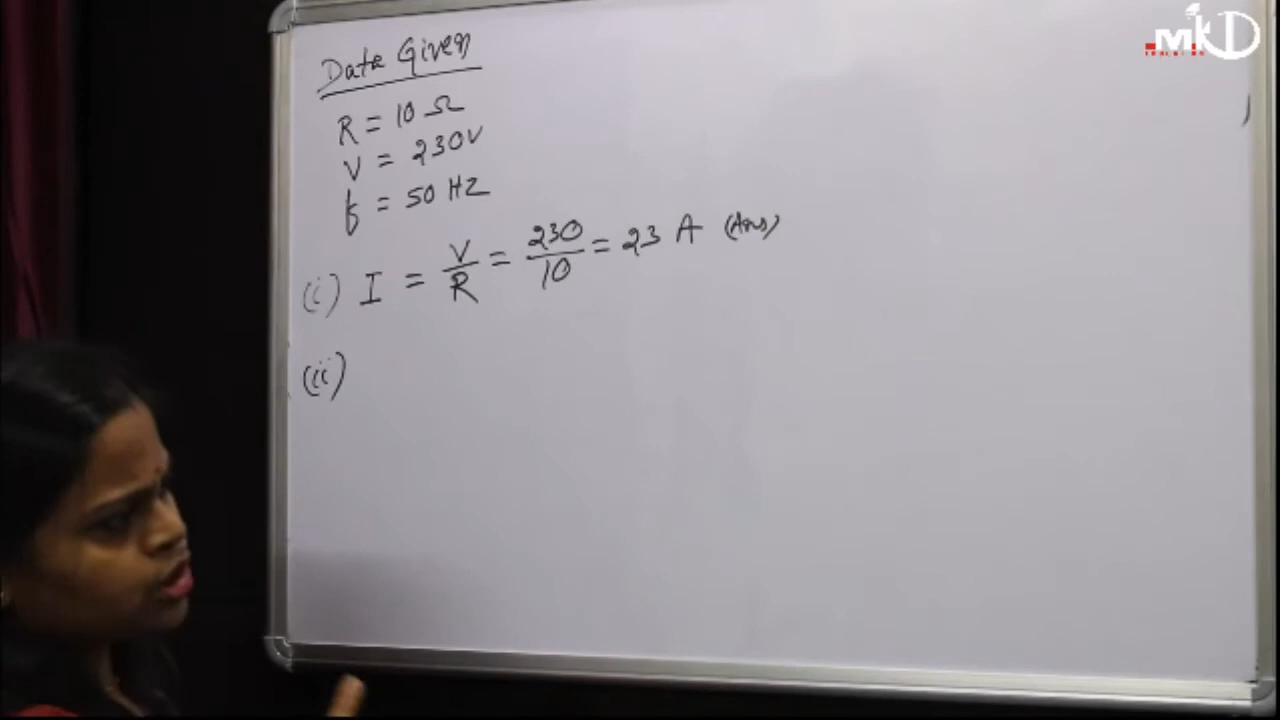 MKD
Data Given
R = 10 Ω
V = 230V
f = 50 HZ
(i) I = V/R = 230/10 = 23 A (Ans)
(ii)